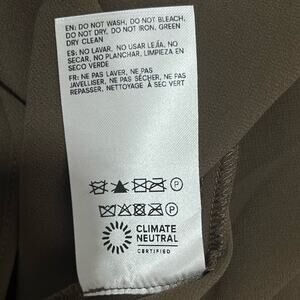 EN: DO NOT WASH, DO NOT BLEACH,
DO NOT DRY, DO NOT IRON, GREEN
DRY CLEAN
ES: NO LAVAR, NO USAR LEJÍA, NO
SECAR, NO PLANCHAR, LIMPIEZA EN
SECO VERDE
FR: NE PAS LAVER, NE PAS
JAVELLISER, NE PAS SÉCHER, NE PAS
REPASSER, NETTOYAGE À SEC VERT
P
P
CLIMATE
NEUTRAL
CERTIFIED